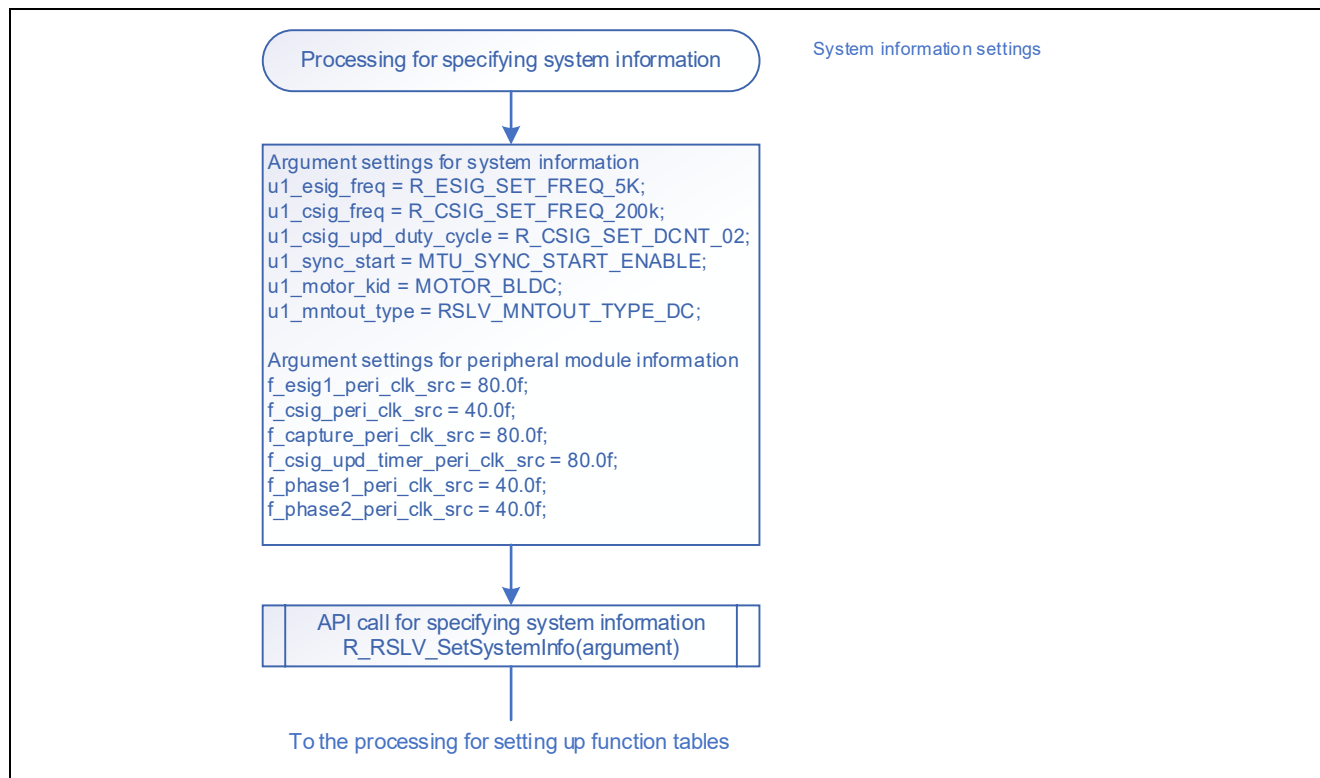 Processing for specifying system information
System information settings
Argument settings for system information
u1_esig_freq = R_ESIG_SET_FREQ_5K;
u1_csig_freq = R_CSIG_SET_FREQ_200k;
u1_csig_upd_duty_cycle = R_CSIG_SET_DCNT_02;
u1_sync_start = MTU_SYNC_START_ENABLE;
u1_motor_kid = MOTOR_BLDC;
u1_mntout_type = RSLV_MNTOUT_TYPE_DC;
Argument settings for peripheral module information
f_esig1_peri_clk_src = 80.0f;
f_csig_peri_clk_src = 40.0f;
f_capture_peri_clk_src = 80.0f;
f_csig_upd_timer_peri_clk_src = 80.0f;
f_phase1_peri_clk_src = 40.0f;
f_phase2_peri_clk_src = 40.0f;
API call for specifying system information
R_RSLV_SetSystemInfo(argument)
To the processing for setting up function tables